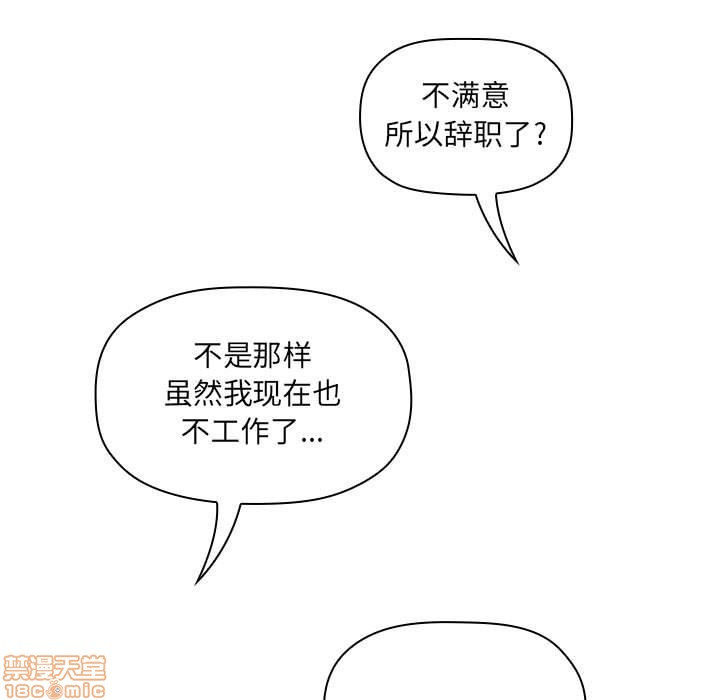 不满意
所以辞职了?
不是那样
虽然我现在也
不工作了...
禁漫天堂
18comic